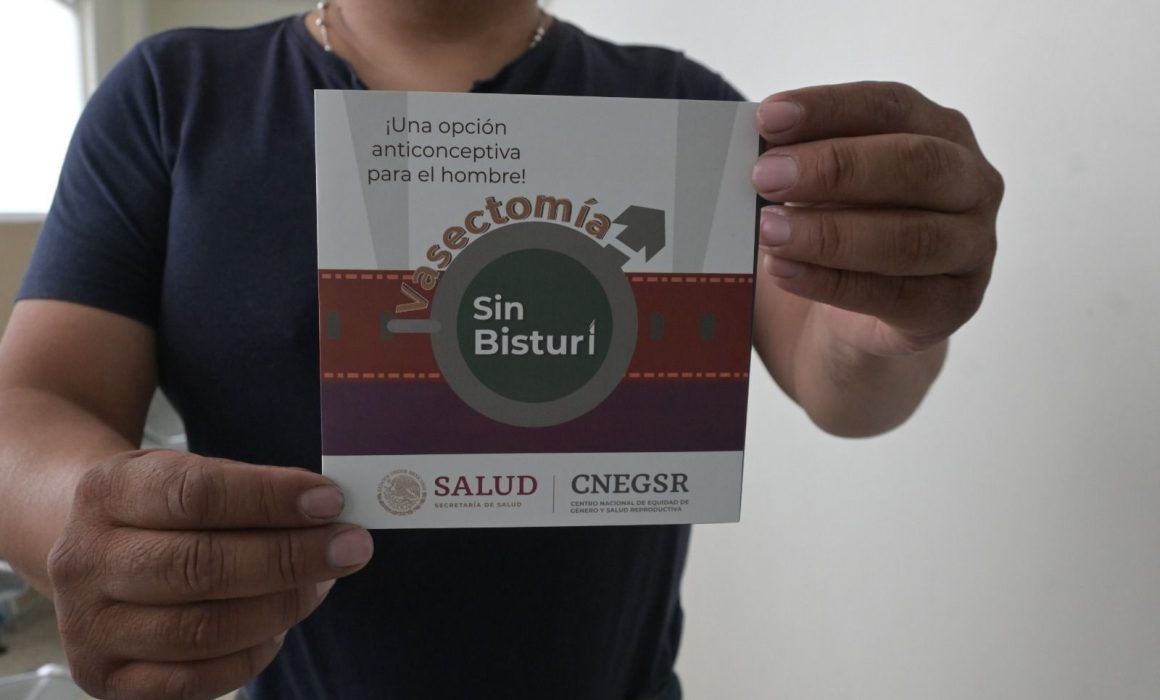 ¡Una opción
anticonceptiva
para el hombre!
Vasectomía
Sin
Bisturí
SALUD
SECRETARÍA DE SALUD
CNEGSR
CENTRO NACIONAL DE EQUIDAD DE
GÉNERO Y SALUD REPRODUCTIVA